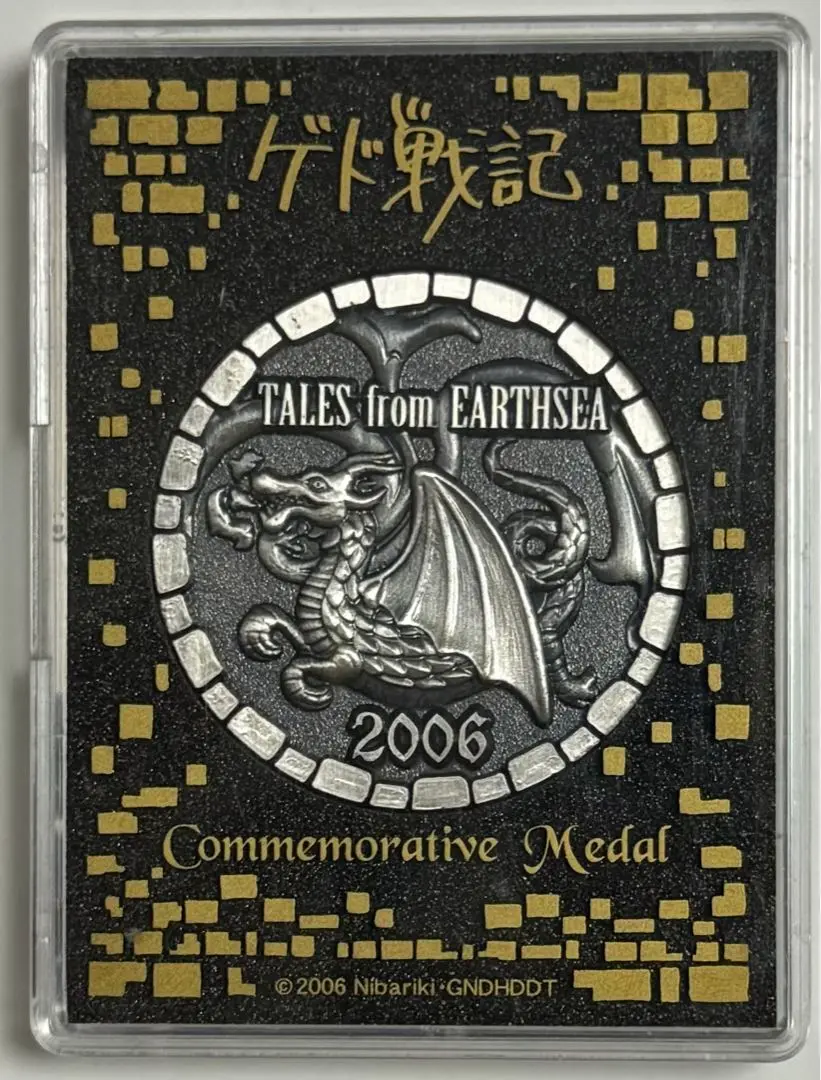 ゲド戦記
TALES from EARTHSEA
2006
Commemorative Medal
© 2006 Nibariki・GNDHDDT